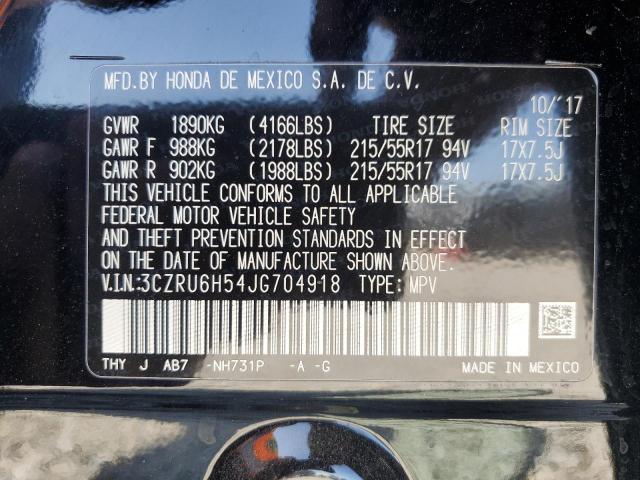 MFD.BY HONDA DE MEXICO S.A. DE C.V.
10/'17
GVWR 1890KG (4166LBS) TIRE SIZE RIM SIZE
GAWR F 988KG (2178LBS) 215/55R17 94V 17X7.5J
GAWR R 902KG (1988LBS) 215/55R17 94V 17X7.5J
THIS VEHICLE CONFORMS TO ALL APPLICABLE
FEDERAL MOTOR VEHICLE SAFETY
AND THEFT PREVENTION STANDARDS IN EFFECT
ON THE DATE OF MANUFACTURE SHOWN ABOVE.
V.I.N:3CZRU6H54JG704918 TYPE: MPV
THY J AB7 -NH731P -A -G MADE IN MEXICO